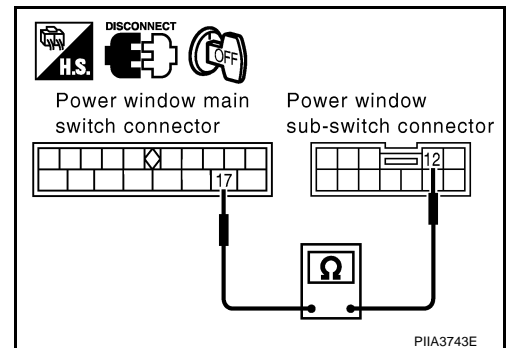 DISCONNECT
H.S.
OFF
Power window main
switch connector
Power window
sub-switch connector
17
12
Ω
PIIA3743E